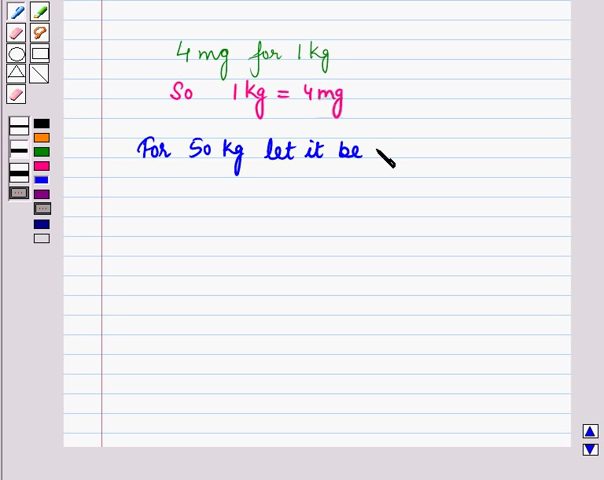 4 mg for 1 kg
So 1 kg = 4 mg
For 50 kg let it be